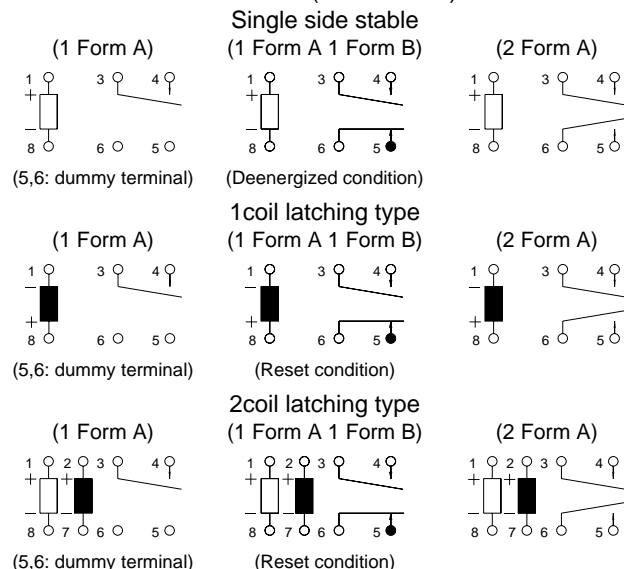 Single side stable
(1 Form A) (1 Form A 1 Form B) (2 Form A)
1 3 4 1 3 4 1 3 4
+ + +
− − −
8 6 5 8 6 5 8 6 5
(5,6: dummy terminal) (Deenergized condition)
1coil latching type
(1 Form A) (1 Form A 1 Form B) (2 Form A)
1 3 4 1 3 4 1 3 4
− − −
+ + +
8 6 5 8 6 5 8 6 5
(5,6: dummy terminal) (Reset condition)
2coil latching type
(1 Form A) (1 Form A 1 Form B) (2 Form A)
1 2 3 4 1 2 3 4 1 2 3 4
+ + + + + +
− − − − − −
8 7 6 5 8 7 6 5 8 7 6 5
(5,6: dummy terminal) (Reset condition)